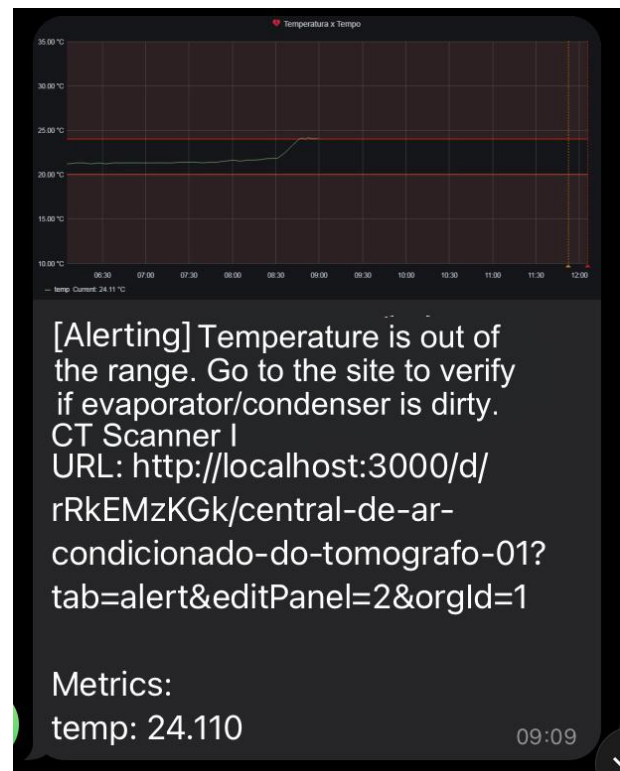 Temperatura x Tempo
35.00 °C
30.00 °C
25.00 °C
20.00 °C
15.00 °C
10.00 °C
06:30 07:00 07:30 08:00 08:30 09:00 09:30 10:00 10:30 11:00 11:30 12:00
temp Current: 24.11 °C
[Alerting] Temperature is out of
the range. Go to the site to verify
if evaporator/condenser is dirty.
CT Scanner I
URL: http://localhost:3000/d/
rRkEMzKGk/central-de-ar-
condicionado-do-tomografo-01?
tab=alert&editPanel=2&orgId=1
Metrics:
temp: 24.110
09:09